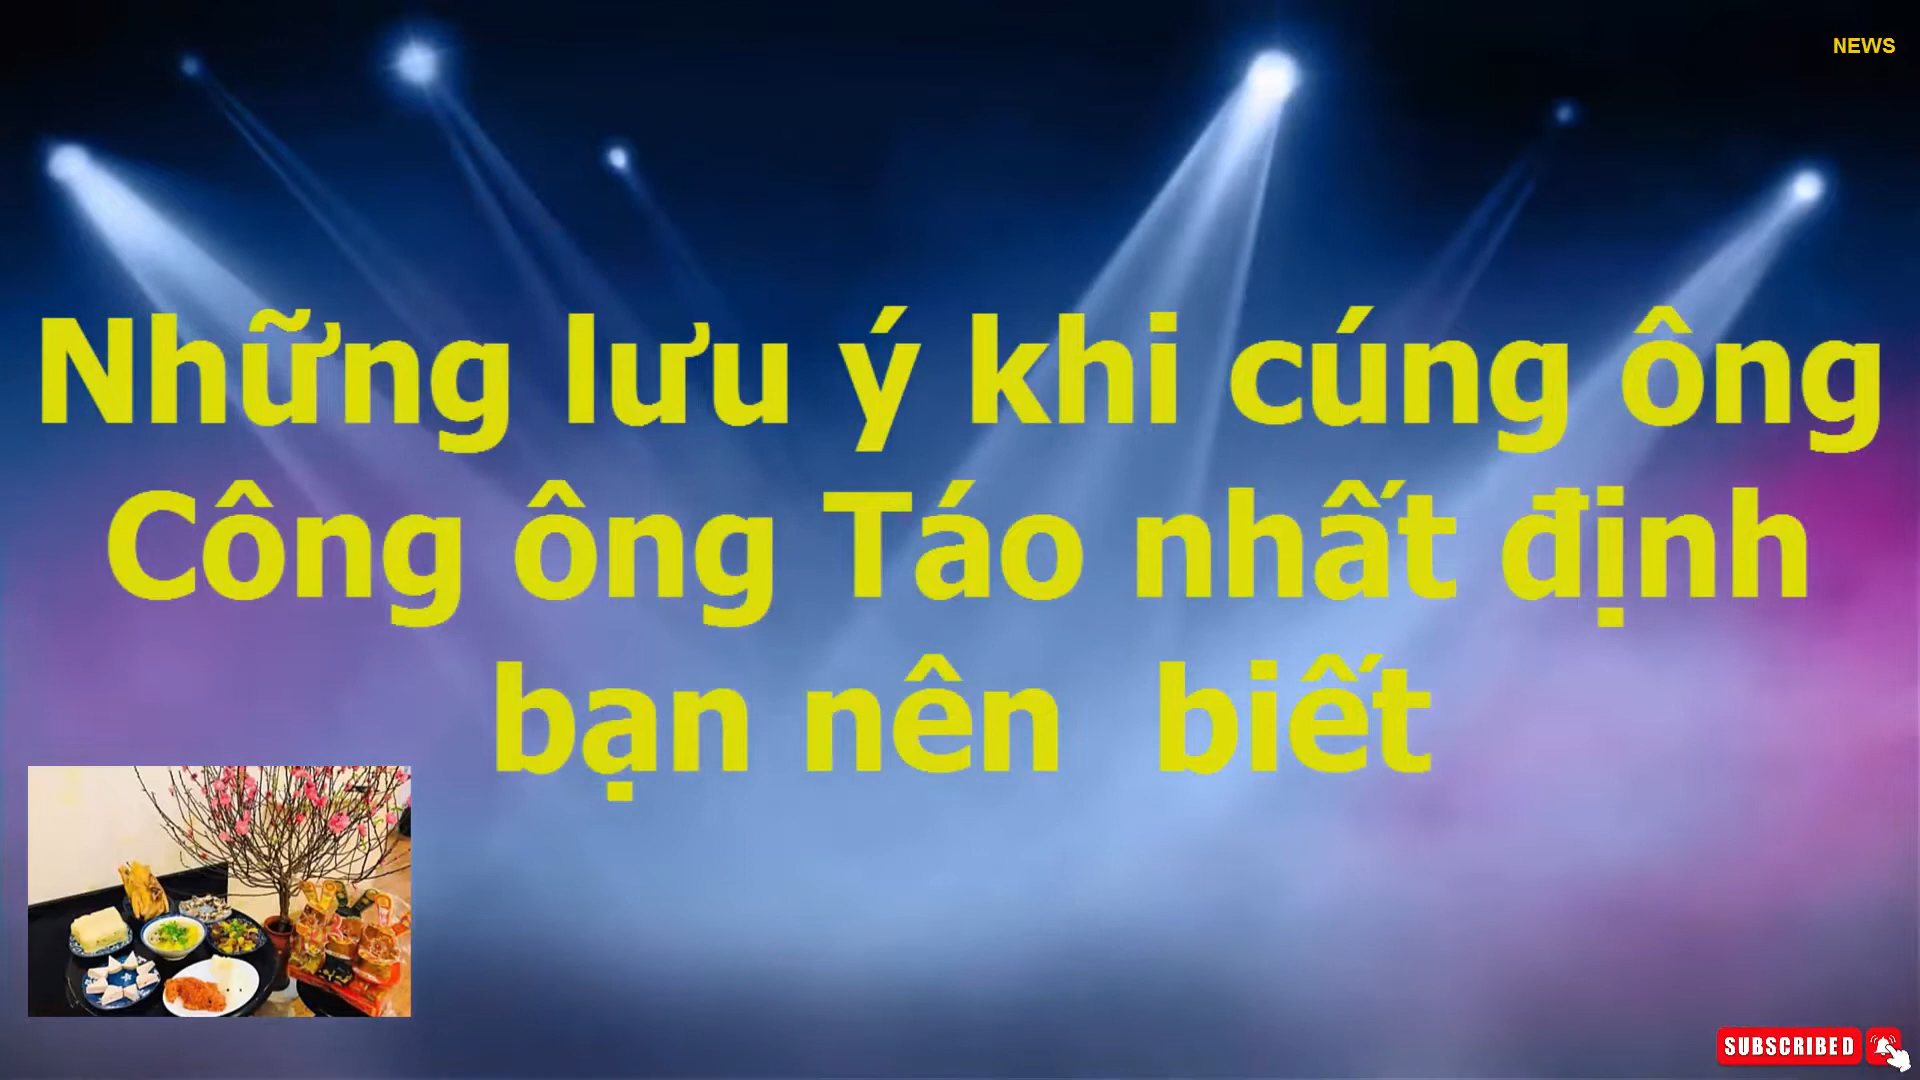 NEWS
Những lưu ý khi cúng ông
Công ông Táo nhất định
bạn nên biết
SUBSCRIBED